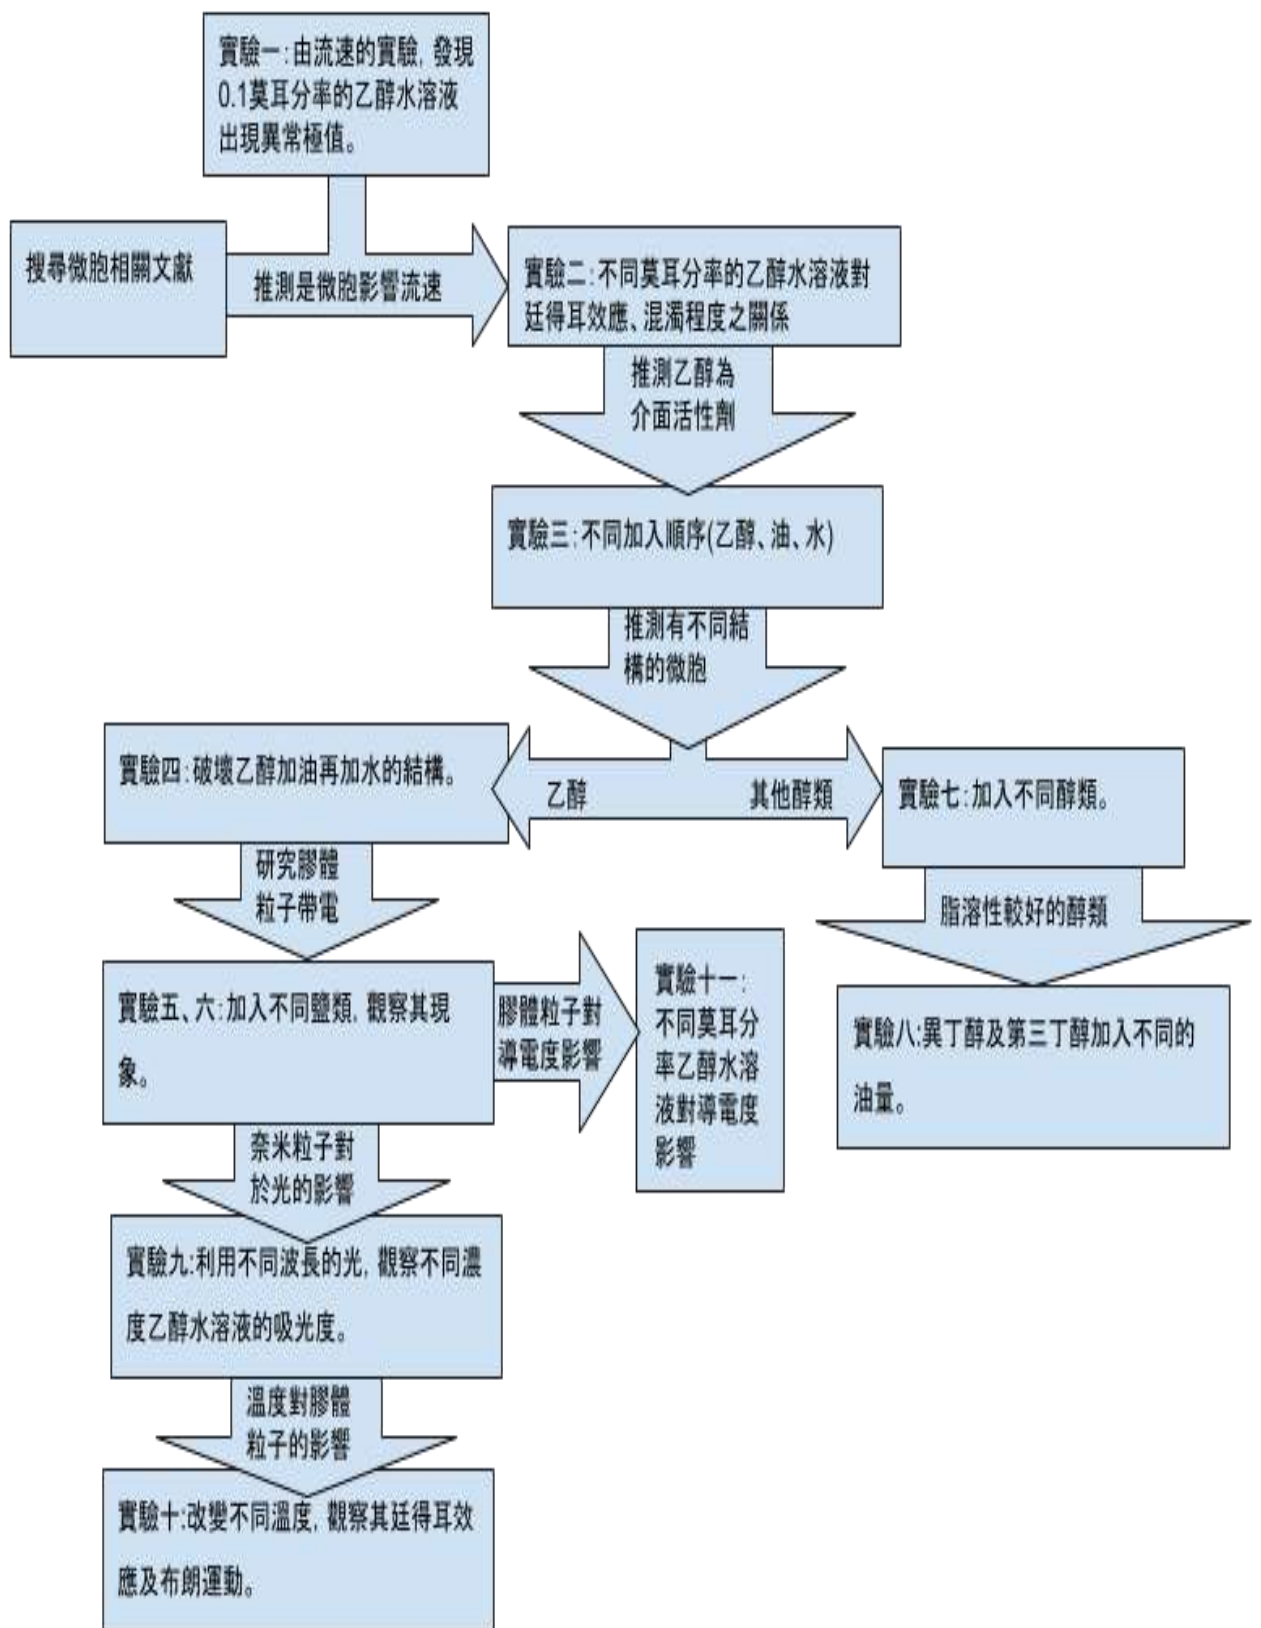 實驗一:由流速的實驗, 發現
0.1莫耳分率的乙醇水溶液
出現異常極值。
搜尋微胞相關文獻
推測是微胞影響流速
實驗二:不同莫耳分率的乙醇水溶液對
廷得耳效應、混濁程度之關係
推測乙醇為
介面活性劑
實驗三:不同加入順序(乙醇、油、水)
推測有不同結
構的微胞
實驗四:破壞乙醇加油再加水的結構。
乙醇
其他醇類
實驗七:加入不同醇類。
研究膠體
粒子帶電
脂溶性較好的醇類
實驗五、六:加入不同鹽類, 觀察其現
象。
膠體粒子對
導電度影響
實驗十一:
不同莫耳分
率乙醇水溶
液對導電度
影響
實驗八:異丁醇及第三丁醇加入不同的
油量。
奈米粒子對
於光的影響
實驗九:利用不同波長的光, 觀察不同濃
度乙醇水溶液的吸光度。
溫度對膠體
粒子的影響
實驗十:改變不同溫度, 觀察其廷得耳效
應及布朗運動。